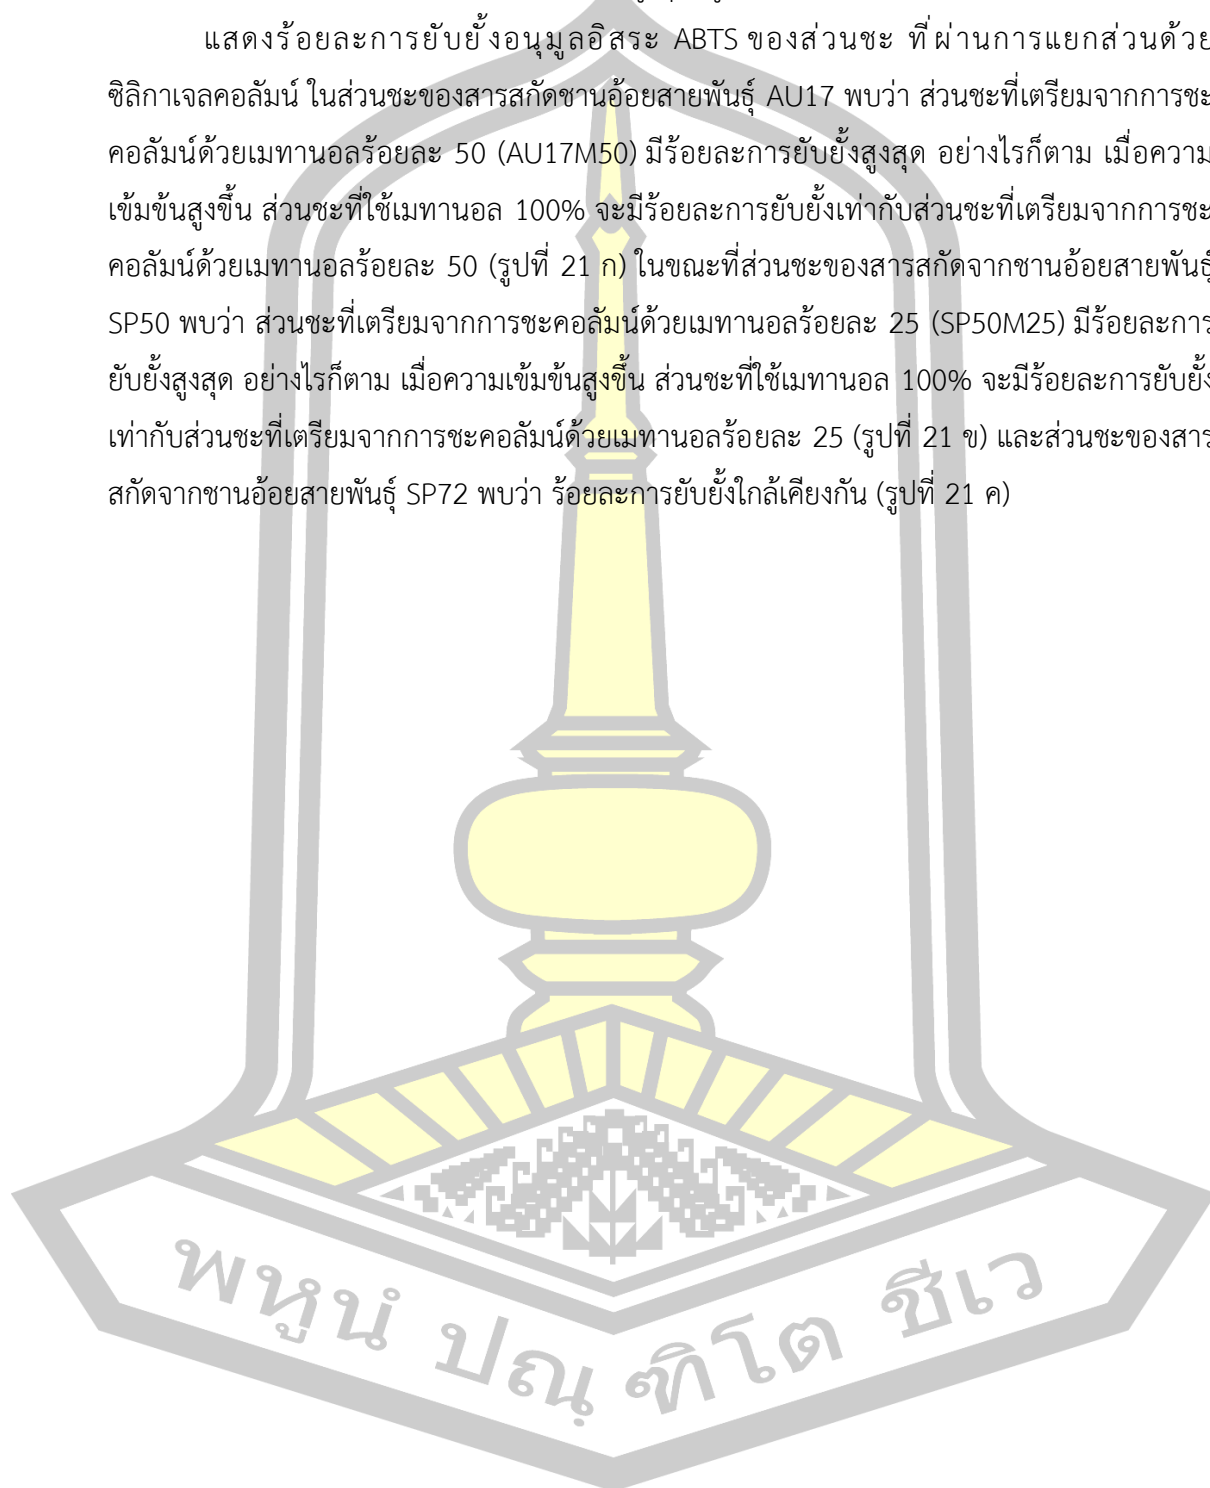 แสดงร้อยละการยับยั้งอนุมูลอิสระ ABTS ของส่วนชะ ที่ผ่านการแยกส่วนด้วย
ซิลิกาเจลคอลัมน์ ในส่วนชะของสารสกัดชานอ้อยสายพันธุ์ AU17 พบว่า ส่วนชะที่เตรียมจากการชะ
คอลัมน์ด้วยเมทานอลร้อยละ 50 (AU17M50) มีร้อยละการยับยั้งสูงสุด อย่างไรก็ตาม เมื่อความ
เข้มข้นสูงขึ้น ส่วนชะที่ใช้เมทานอล 100% จะมีร้อยละการยับยั้งเท่ากับส่วนชะที่เตรียมจากการชะ
คอลัมน์ด้วยเมทานอลร้อยละ 50 (รูปที่ 21 ก) ในขณะที่ส่วนชะของสารสกัดจากชานอ้อยสายพันธุ์
SP50 พบว่า ส่วนชะที่เตรียมจากการชะคอลัมน์ด้วยเมทานอลร้อยละ 25 (SP50M25) มีร้อยละการ
ยับยั้งสูงสุด อย่างไรก็ตาม เมื่อความเข้มข้นสูงขึ้น ส่วนชะที่ใช้เมทานอล 100% จะมีร้อยละการยับยั้ง
เท่ากับส่วนชะที่เตรียมจากการชะคอลัมน์ด้วยเมทานอลร้อยละ 25 (รูปที่ 21 ข) และส่วนชะของสาร
สกัดจากชานอ้อยสายพันธุ์ SP72 พบว่า ร้อยละการยับยั้งใกล้เคียงกัน (รูปที่ 21 ค)
พหูนํ ปณฺฑิโต ชีเว